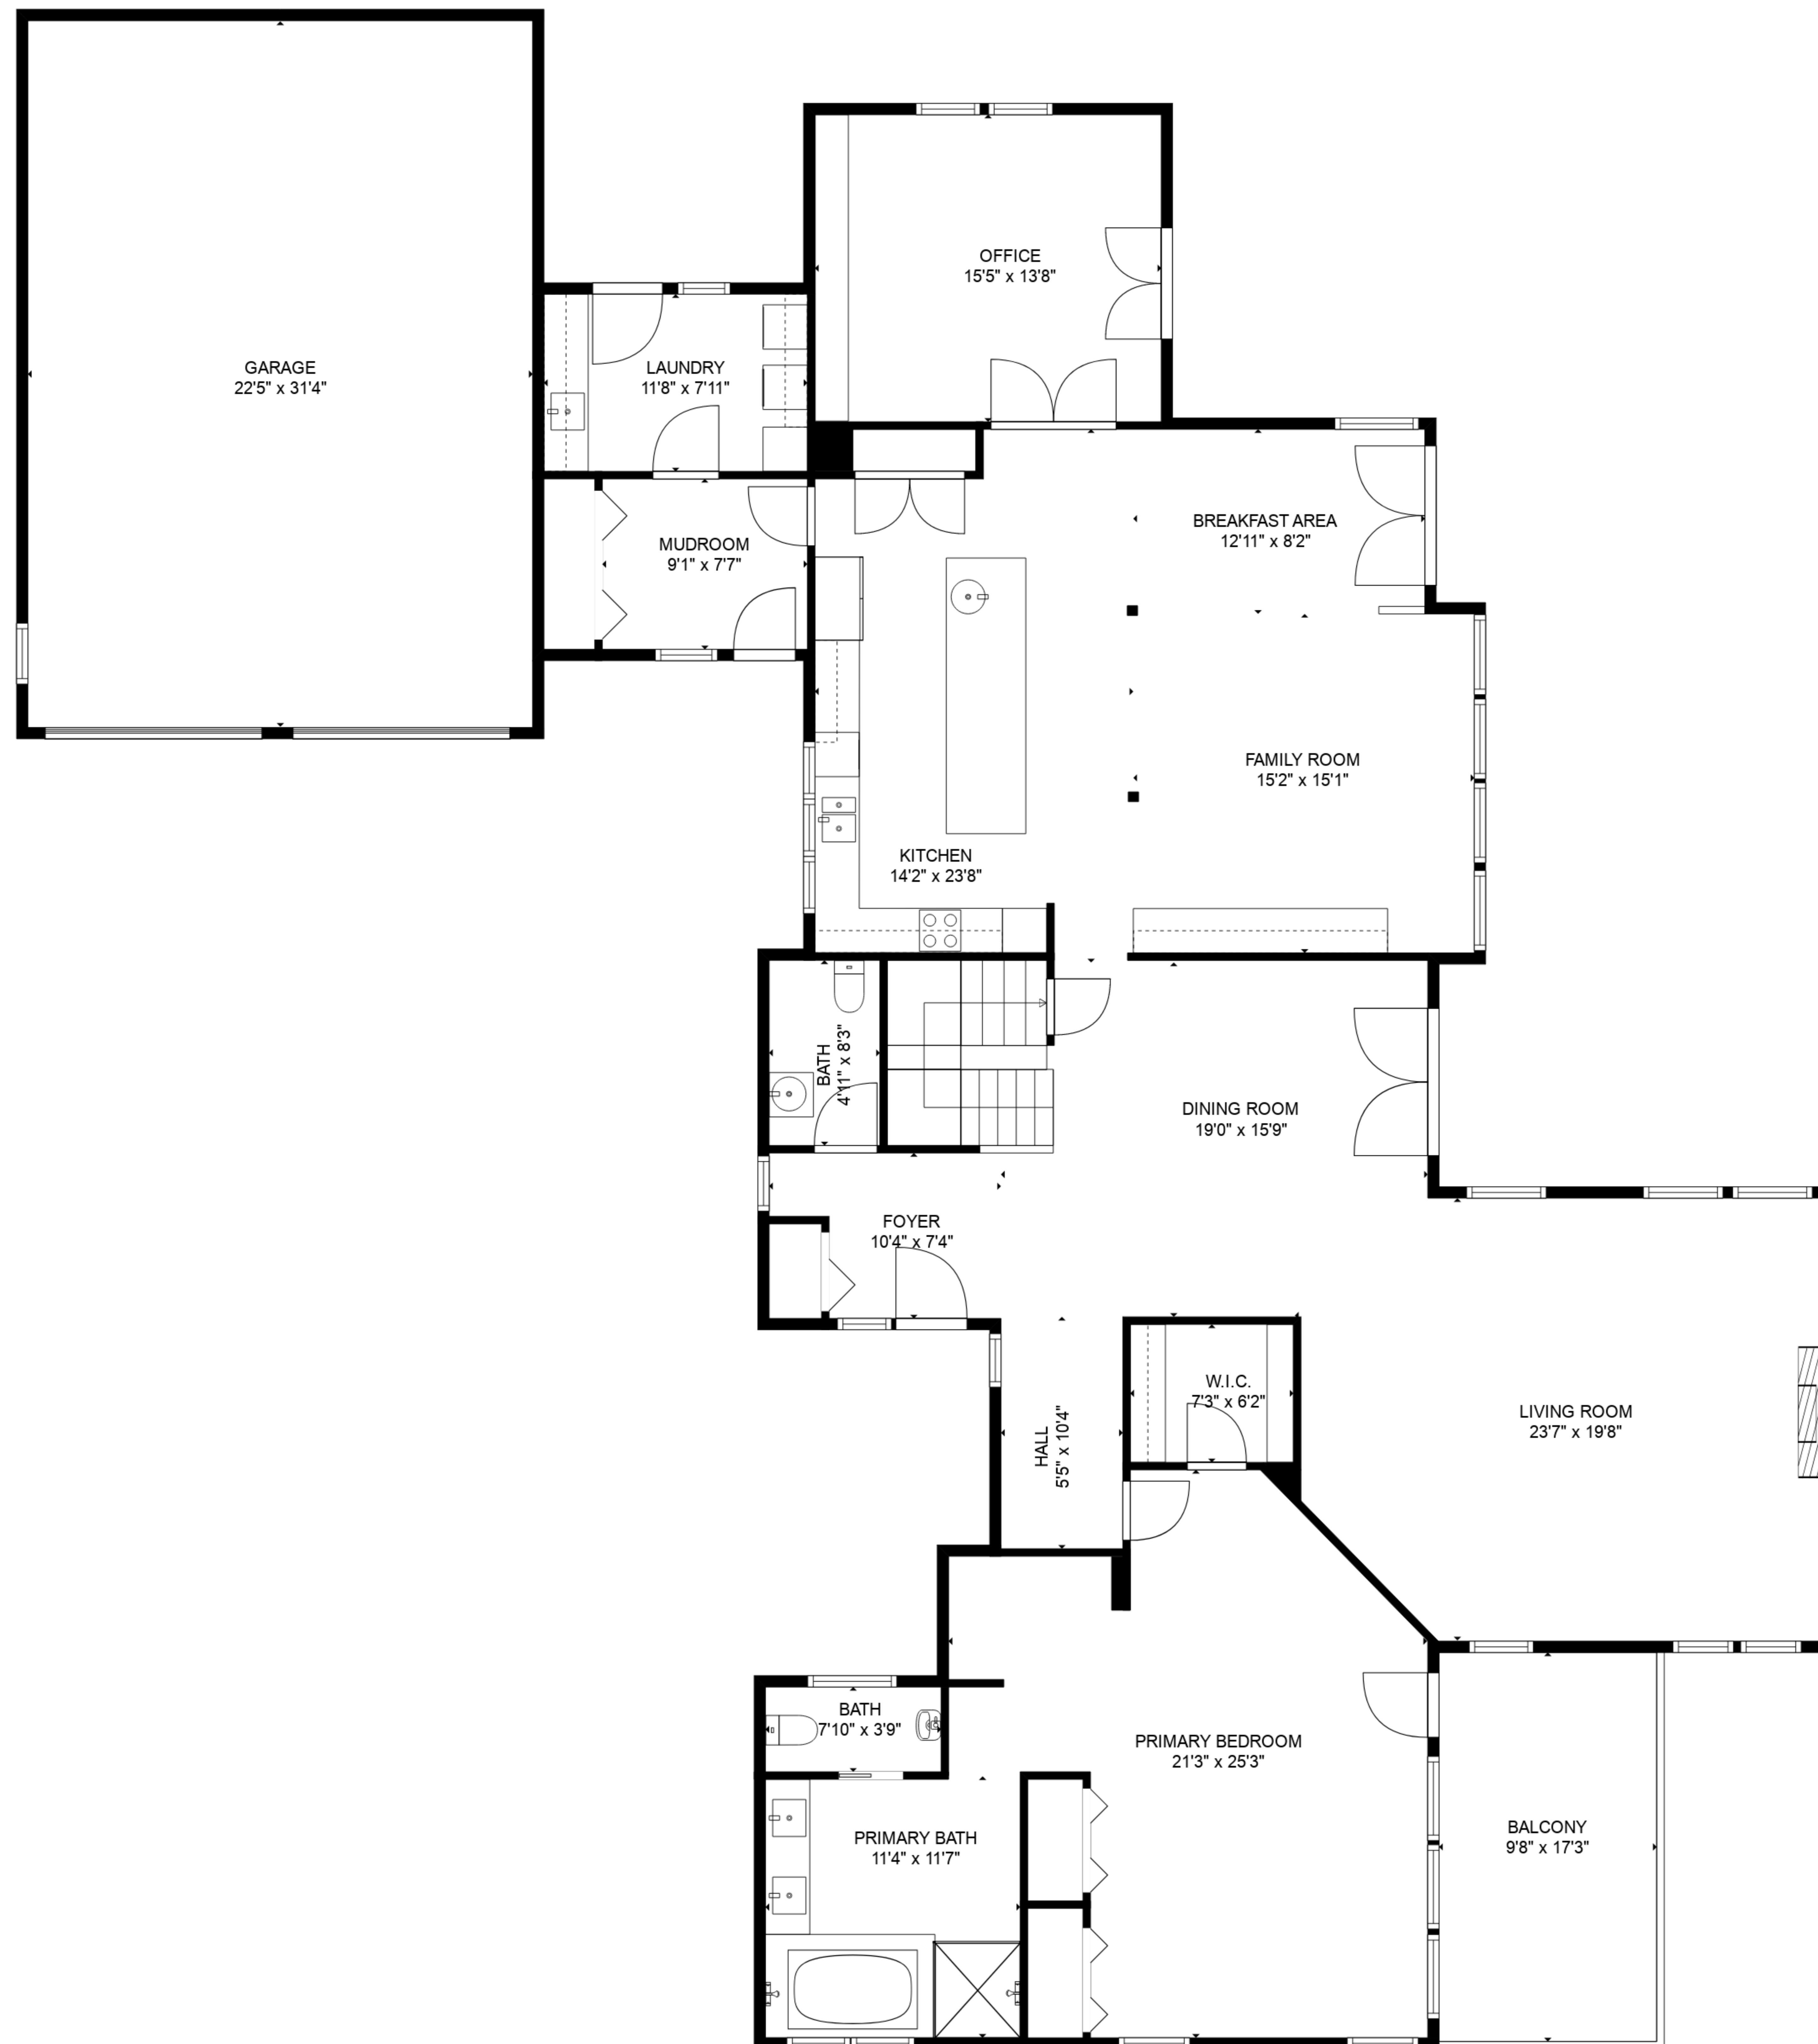 OFFICE
15'5" x 13'8"
GARAGE
22'5" x 31'4"
LAUNDRY
11'8" x 7'11"
BREAKFAST AREA
12'11" x 8'2"
MUDROOM
9'1" x 7'7"
FAMILY ROOM
15'2" x 15'1"
KITCHEN
14'2" x 23'8"
BATH
4'11" x 8'3"
DINING ROOM
19'0" x 15'9"
FOYER
10'4" x 7'4"
W.I.C.
7'3" x 6'2"
HALL
5'5" x 10'4"
LIVING ROOM
23'7" x 19'8"
BATH
7'10" x 3'9"
PRIMARY BEDROOM
21'3" x 25'3"
PRIMARY BATH
11'4" x 11'7"
BALCONY
9'8" x 17'3"